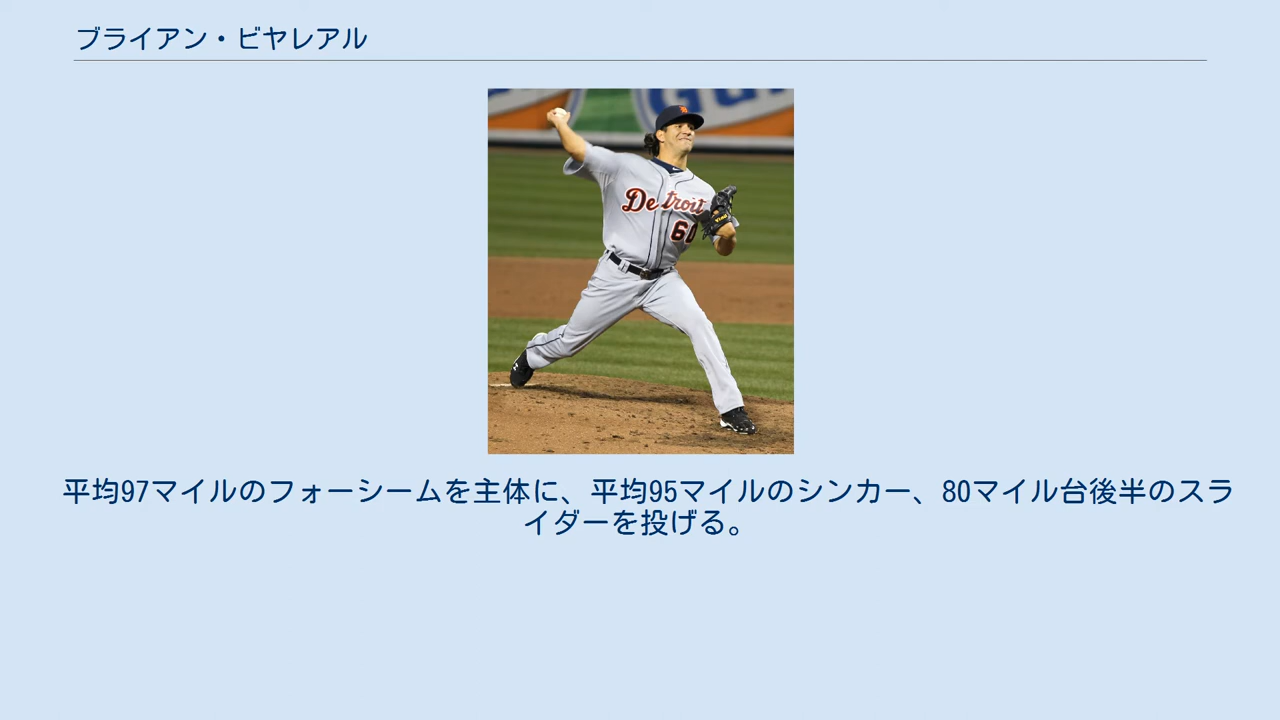 ブライアン・ビヤレアル
Detroit
60
平均97マイルのフォーシームを主体に、平均95マイルのシンカー、80マイル台後半のスラ
イダーを投げる。